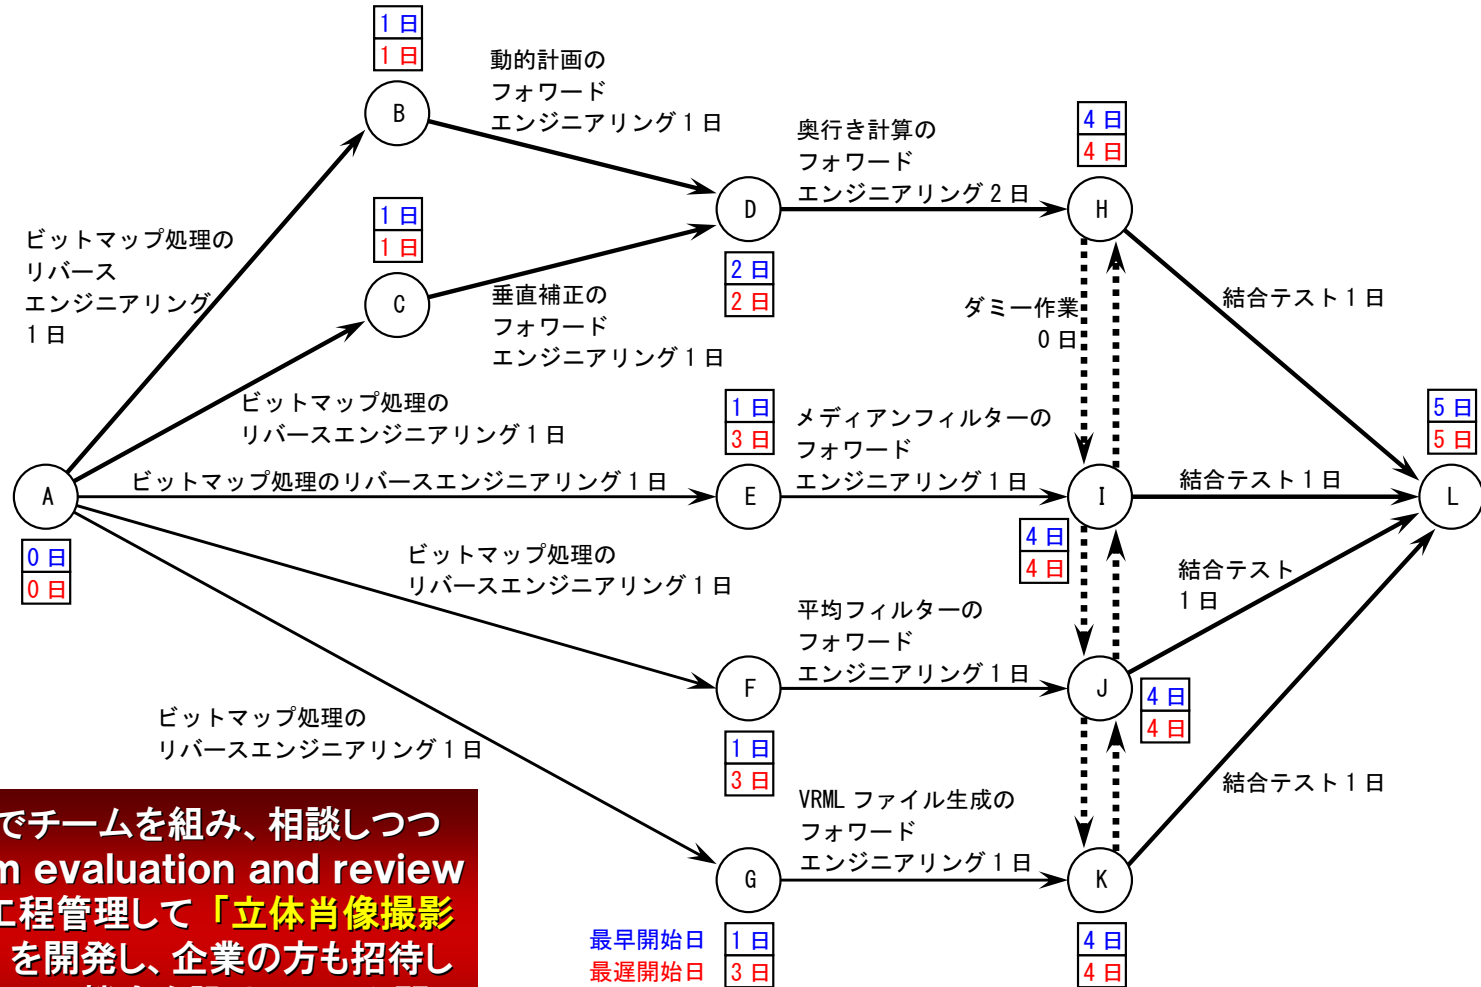 1日
1日
B
動的計画の
フォワード
エンジニアリング1日
奥行き計算の
フォワード
エンジニアリング2日
4日
4日
H
1日
1日
C
D
2日
2日
ビットマップ処理の
リバース
エンジニアリング
1日
垂直補正の
フォワード
エンジニアリング1日
ダミー作業
0日
結合テスト1日
ビットマップ処理の
リバースエンジニアリング1日
1日
3日
メディアンフィルターの
フォワード
エンジニアリング1日
5日
5日
A
0日
0日
ビットマップ処理のリバースエンジニアリング1日
E
I
4日
4日
結合テスト1日
L
ビットマップ処理の
リバースエンジニアリング1日
結合テスト
1日
平均フィルターの
フォワード
エンジニアリング1日
F
1日
3日
J
4日
4日
ビットマップ処理の
リバースエンジニアリング1日
VRMLファイル生成の
フォワード
エンジニアリング1日
G
K
結合テスト1日
でチームを組み、相談しつつ
m evaluation and review
工程管理して「立体肖像撮影
」を開発し、企業の方も招待し
最早開始日
1日
最遅開始日
3日
4日
4日